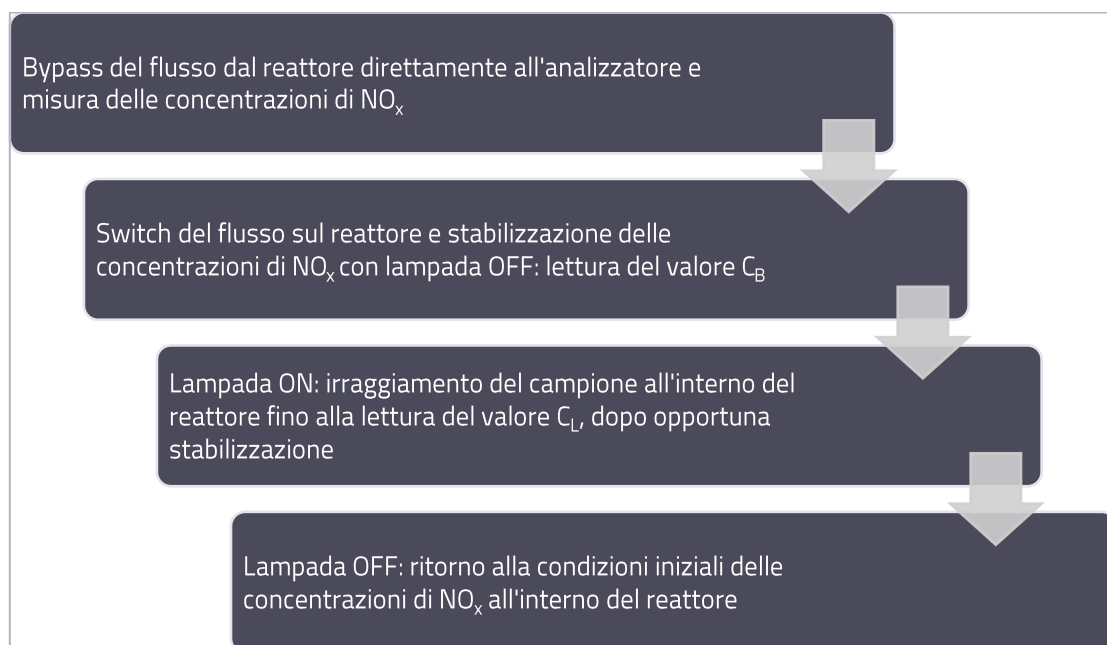 Bypass del flusso dal reattore direttamente all'analizzatore e
misura delle concentrazioni di NOx
Switch del flusso sul reattore e stabilizzazione delle
concentrazioni di NOx con lampada OFF: lettura del valore CB
Lampada ON: irraggiamento del campione all'interno del
reattore fino alla lettura del valore CL, dopo opportuna
stabilizzazione
Lampada OFF: ritorno alla condizioni iniziali delle
concentrazioni di NOx all'interno del reattore